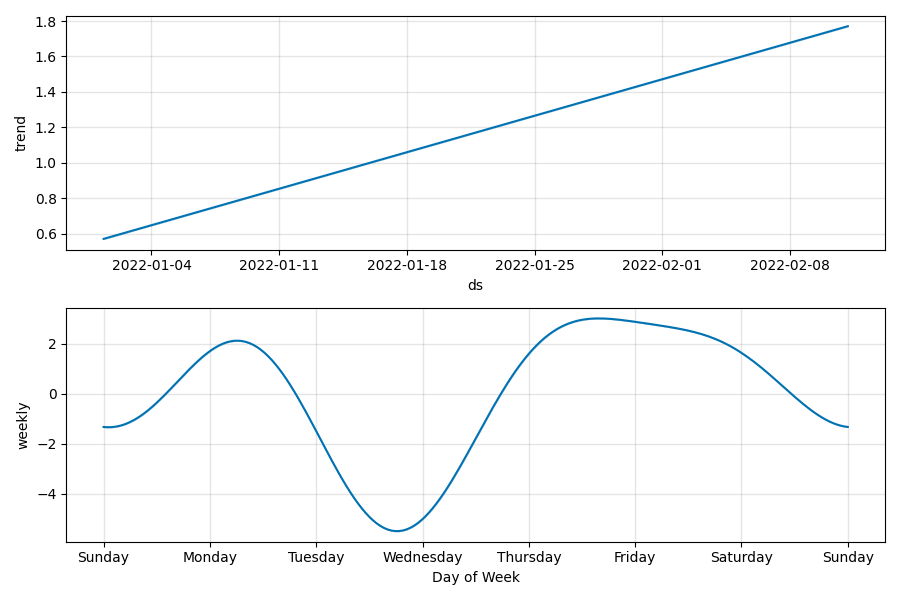 1.8
1.6
1.4
1.2
1.0
0.8
0.6
trend
2022-01-04 2022-01-11 2022-01-18 2022-01-25 2022-02-01 2022-02-08
ds
2
0
−2
−4
weekly
Sunday Monday Tuesday Wednesday Thursday Friday Saturday Sunday
Day of Week